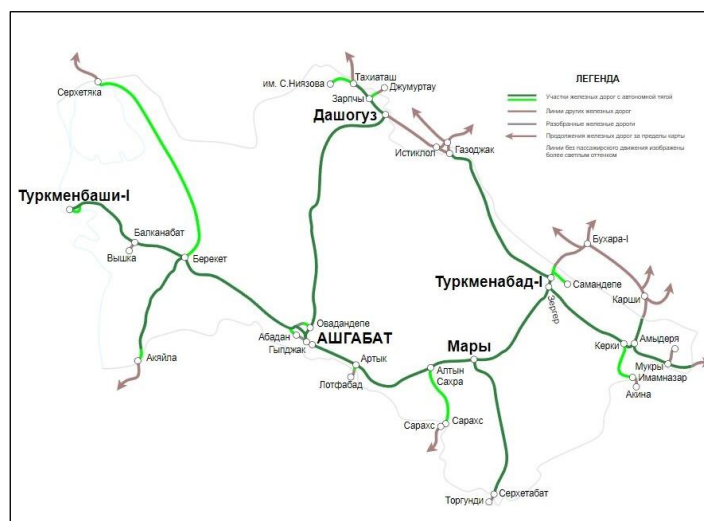 Серхетяка
им. С.Ниязова
Тахиаташ
Джумуртау
Зарпчы
Дашогуз
Истиклол
Газоджак
ЛЕГЕНДА
Участки железных дорог с автономной тягой
Линии других железных дорог
Разобранные железные дороги
Продолжения железных дорог за пределы карты
Линии без пассажирского движения изображены
более светлым оттенком
Туркменбаши-I
Балканабат
Вышка
Берекет
Бухара-I
Туркменабад-I
Самандепе
Зергер
Карши
Овадандепе
Абадан
АШГАБАТ
Гыпджак
Акяйла
Артык
Лотфабад
Мары
Алтын
Сахра
Керки
Амыдеря
Мукры
Имамназар
Акина
Сарахс
Сарахс
Серхетабат
Торгунди